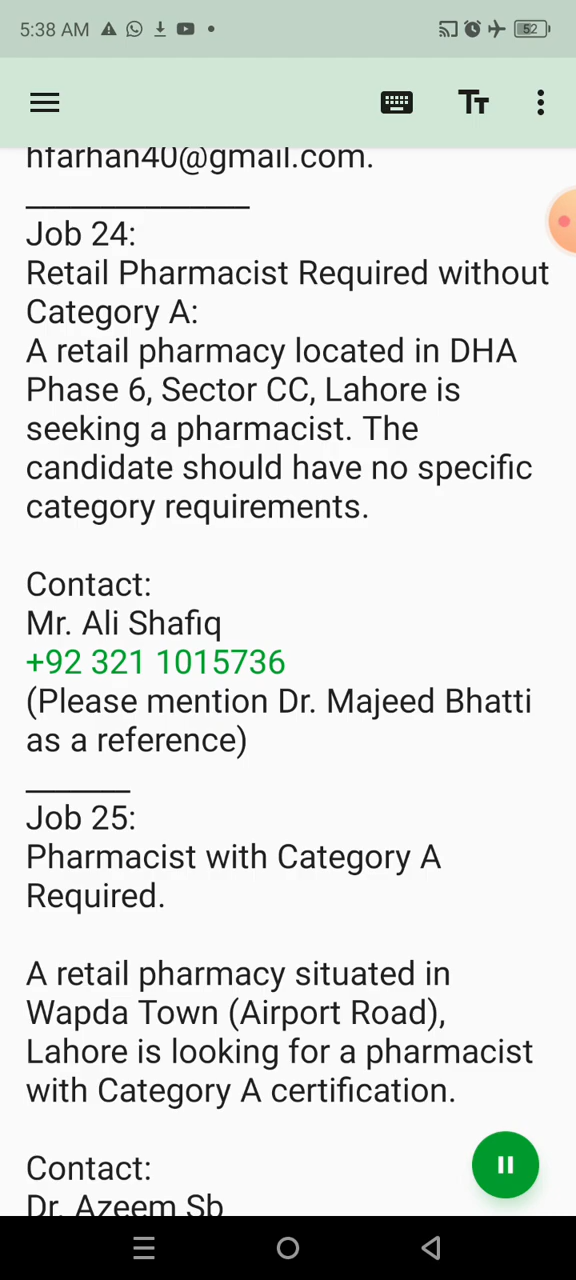 5:38 AM
52
hfarhan40@gmail.com.
_____________
Job 24:
Retail Pharmacist Required without
Category A:
A retail pharmacy located in DHA
Phase 6, Sector CC, Lahore is
seeking a pharmacist. The
candidate should have no specific
category requirements.
Contact:
Mr. Ali Shafiq
+92 321 1015736
(Please mention Dr. Majeed Bhatti
as a reference)
______
Job 25:
Pharmacist with Category A
Required.
A retail pharmacy situated in
Wapda Town (Airport Road),
Lahore is looking for a pharmacist
with Category A certification.
Contact:
Dr. Azeem Sb